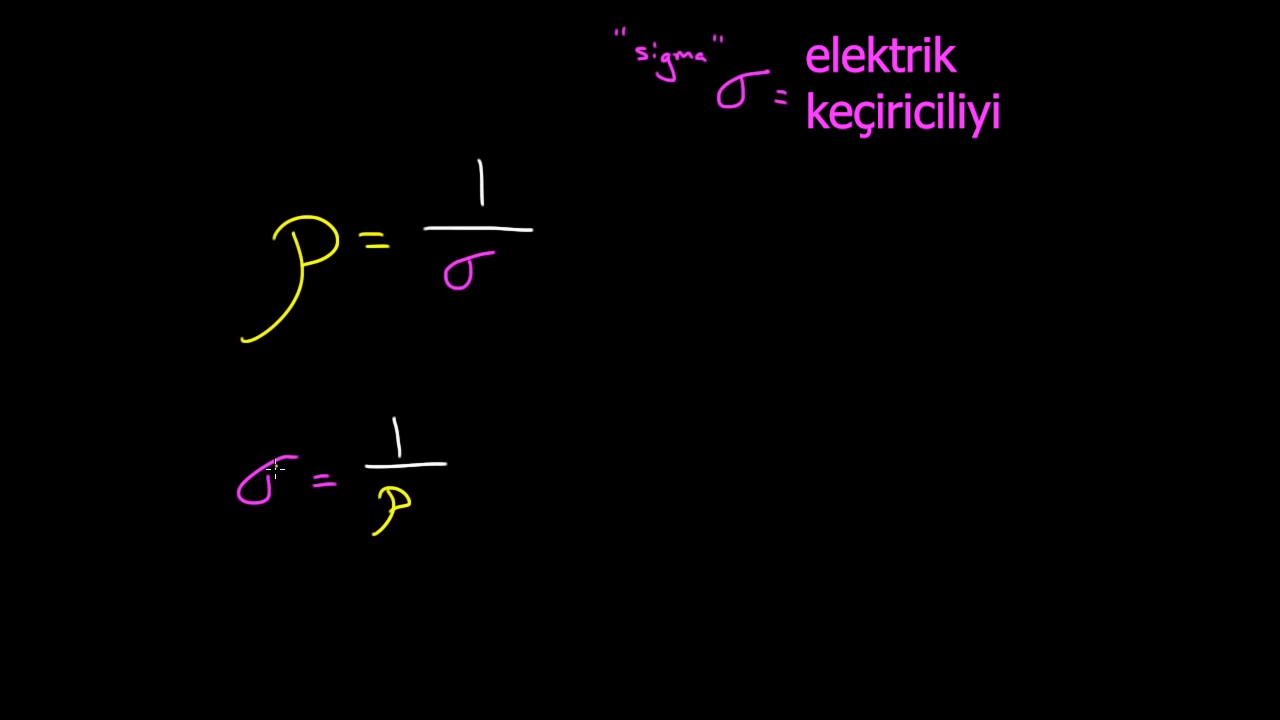 "sigma" σ = elektrik
keçiriciliyi
ρ = 1/σ
σ = 1/ρ